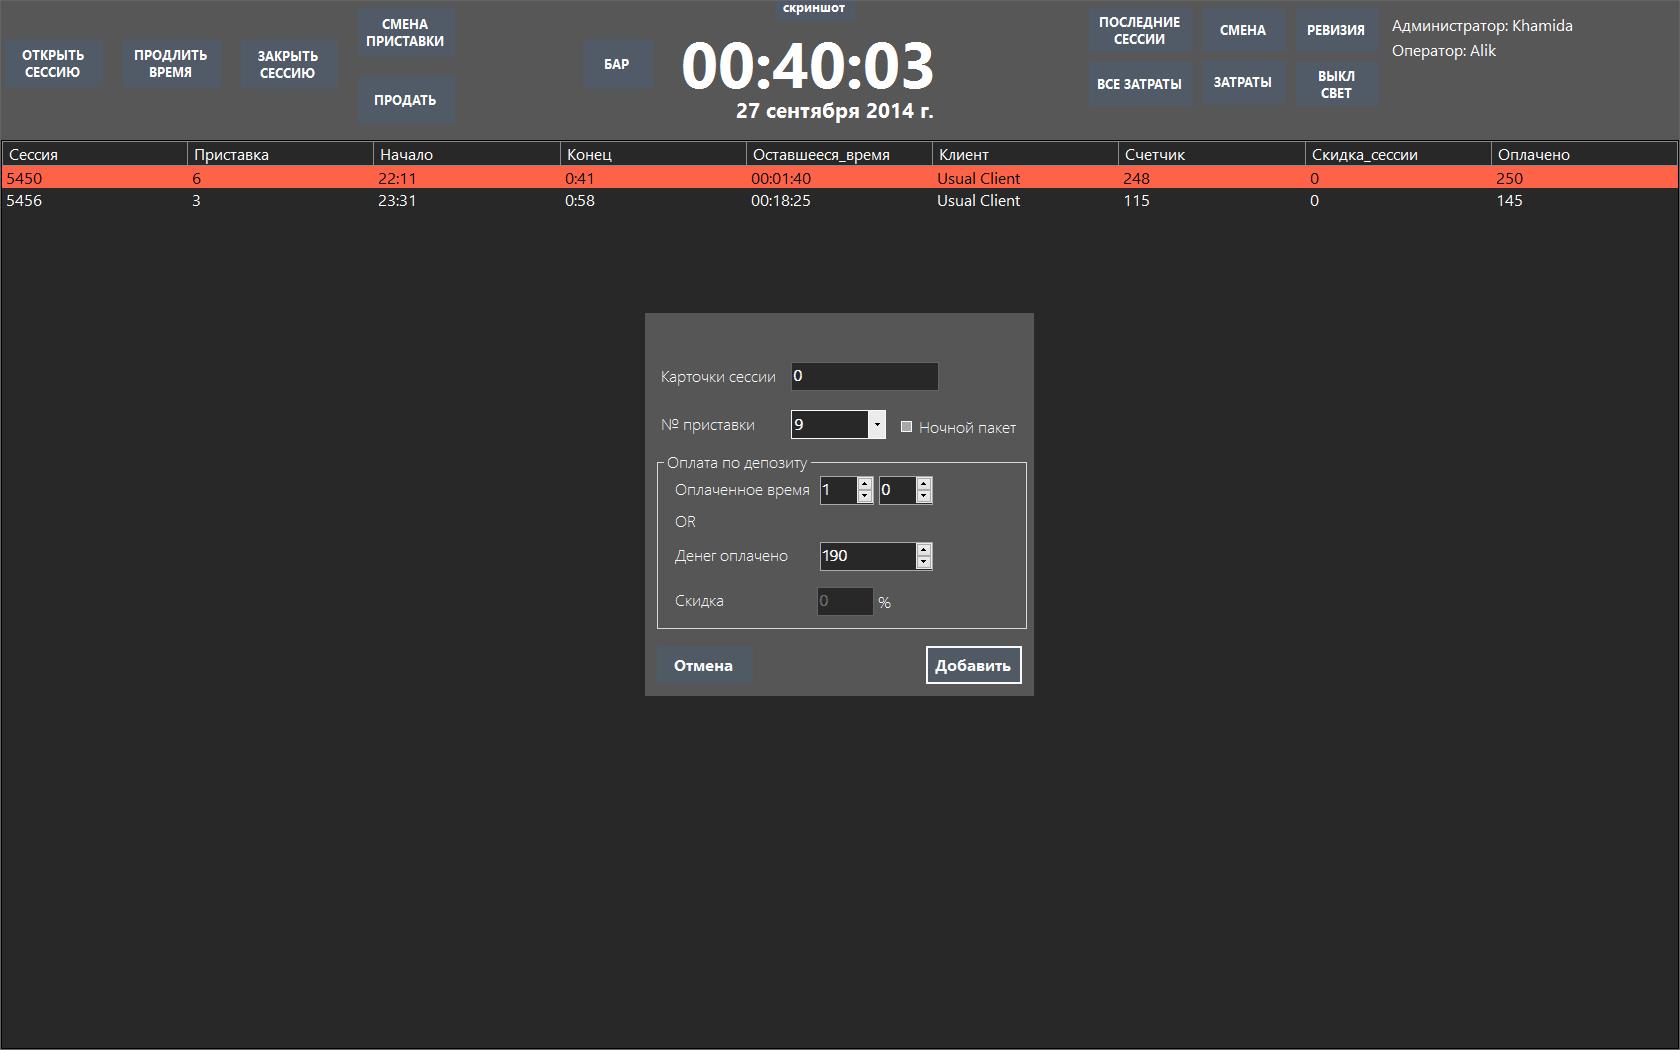 скриншот
ОТКРЫТЬ
СЕССИЮ
ПРОДЛИТЬ
ВРЕМЯ
ЗАКРЫТЬ
СЕССИЮ
СМЕНА
ПРИСТАВКИ
ПРОДАТЬ
БАР
00:40:03
27 сентября 2014 г.
ПОСЛЕДНИЕ
СЕССИИ
СМЕНА
РЕВИЗИЯ
ВСЕ ЗАТРАТЫ
ЗАТРАТЫ
ВЫКЛ
СВЕТ
Администратор: Khamida
Оператор: Alik
Сессия Приставка Начало Конец Оставшееся_время Клиент Счетчик Скидка_сессии Оплачено
5450 6 22:11 0:41 00:01:40 Usual Client 248 0 250
5456 3 23:31 0:58 00:18:25 Usual Client 115 0 145
Карточки сессии 0
№ приставки 9 Ночной пакет
Оплата по депозиту
Оплаченное время 1 0
OR
Денег оплачено 190
Скидка 0 %
Отмена Добавить